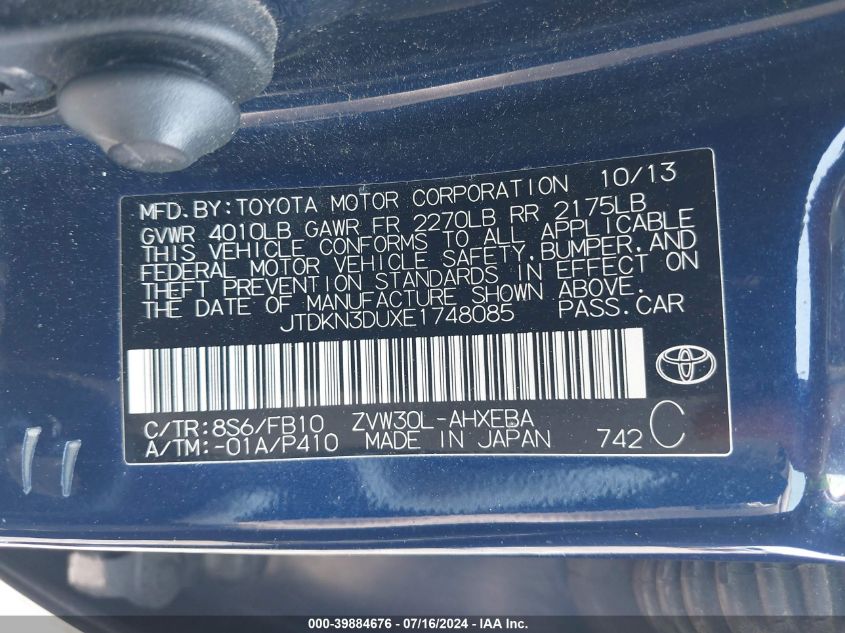 MFD. BY: TOYOTA MOTOR CORPORATION 10/13
GVWR 4010LB GAWR FR 2270LB RR 2175LB
THIS VEHICLE CONFORMS TO ALL APPLICABLE
FEDERAL MOTOR VEHICLE SAFETY, BUMPER, AND
THEFT PREVENTION STANDARDS IN EFFECT ON
THE DATE OF MANUFACTURE SHOWN ABOVE.
JTDKN3DUXE1748085 PASS. CAR
C/TR: 8S6/FB10 ZVW30L-AHXEBA
A/TM: -01A/P410 MADE IN JAPAN 742 C
000-39884676 - 07/16/2024 - IAA Inc.